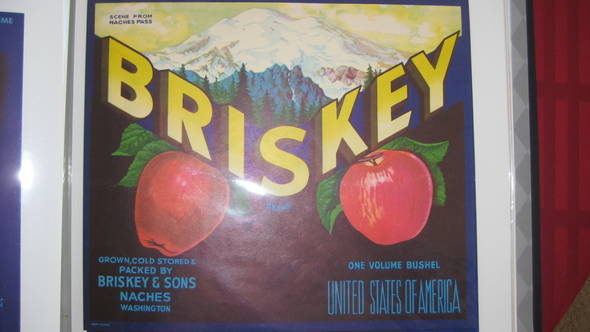 SCENE FROM
NACHES PASS
BRISKEY
GROWN, COLD STORED &
PACKED BY
BRISKEY & SONS
NACHES
WASHINGTON
ONE VOLUME BUSHEL
UNITED STATES OF AMERICA